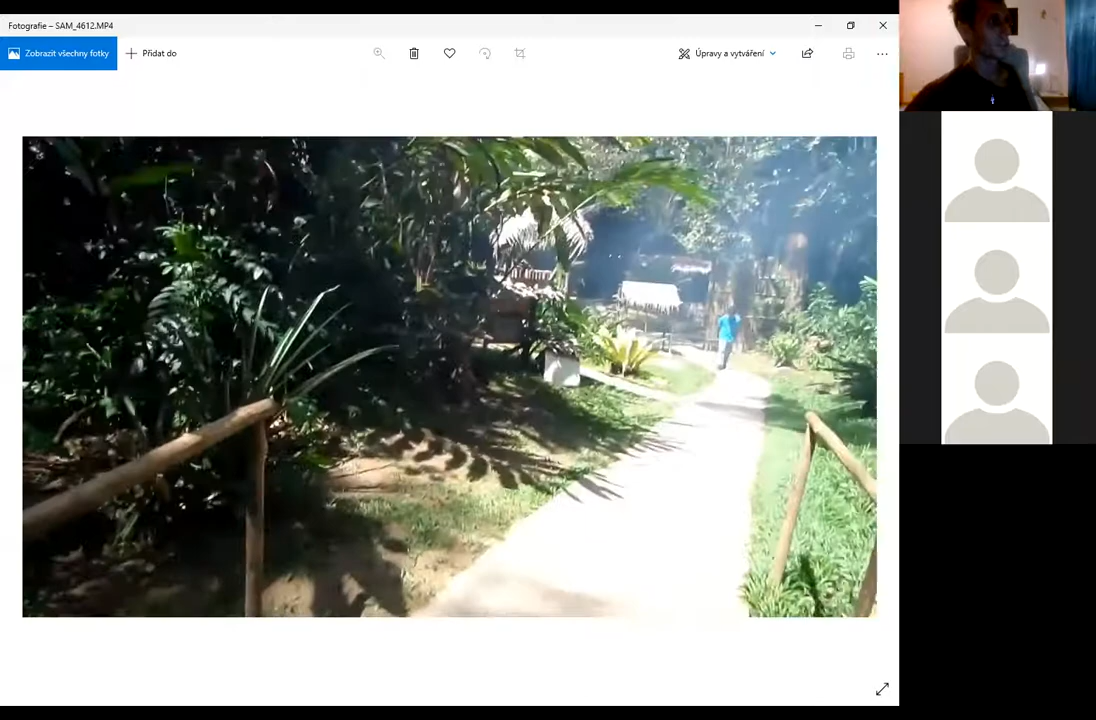 Fotografie – SAM_4612.MP4
Zobrazit všechny fotky
Přidat do
Úpravy a vytváření